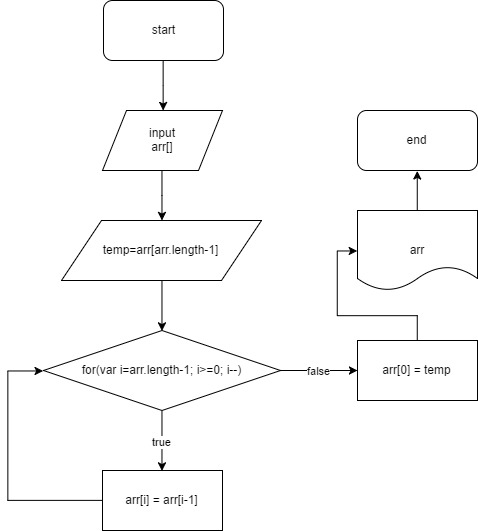 start
input
arr[]
temp=arr[arr.length-1]
for(var i=arr.length-1; i>=0; i--)
true
arr[i] = arr[i-1]
false
arr[0] = temp
arr
end